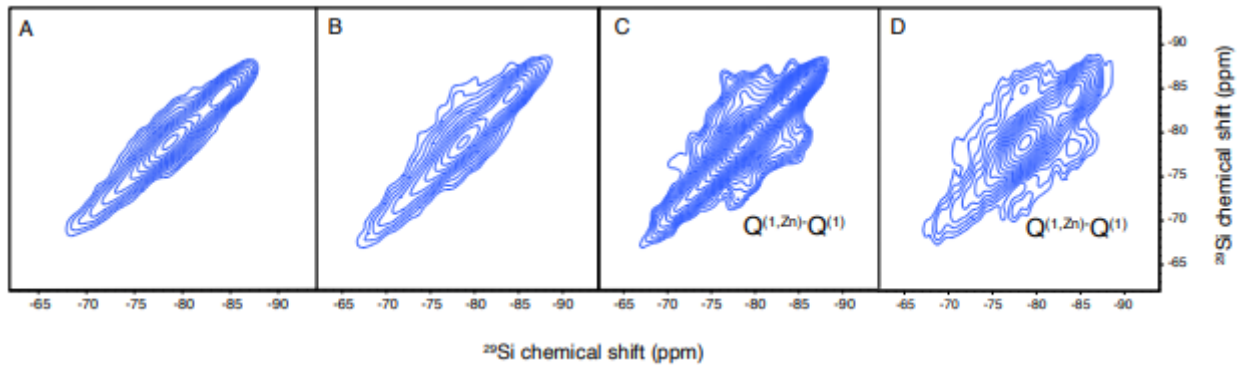 A B C D
-90
-85
-80
-75
-70
-65
Q(1,Zn)-Q(1) Q(1,Zn)-Q(1)
-65 -70 -75 -80 -85 -90 -65 -70 -75 -80 -85 -90 -65 -70 -75 -80 -85 -90 -65 -70 -75 -80 -85 -90
²⁹Si chemical shift (ppm)
²⁹Si chemical shift (ppm)